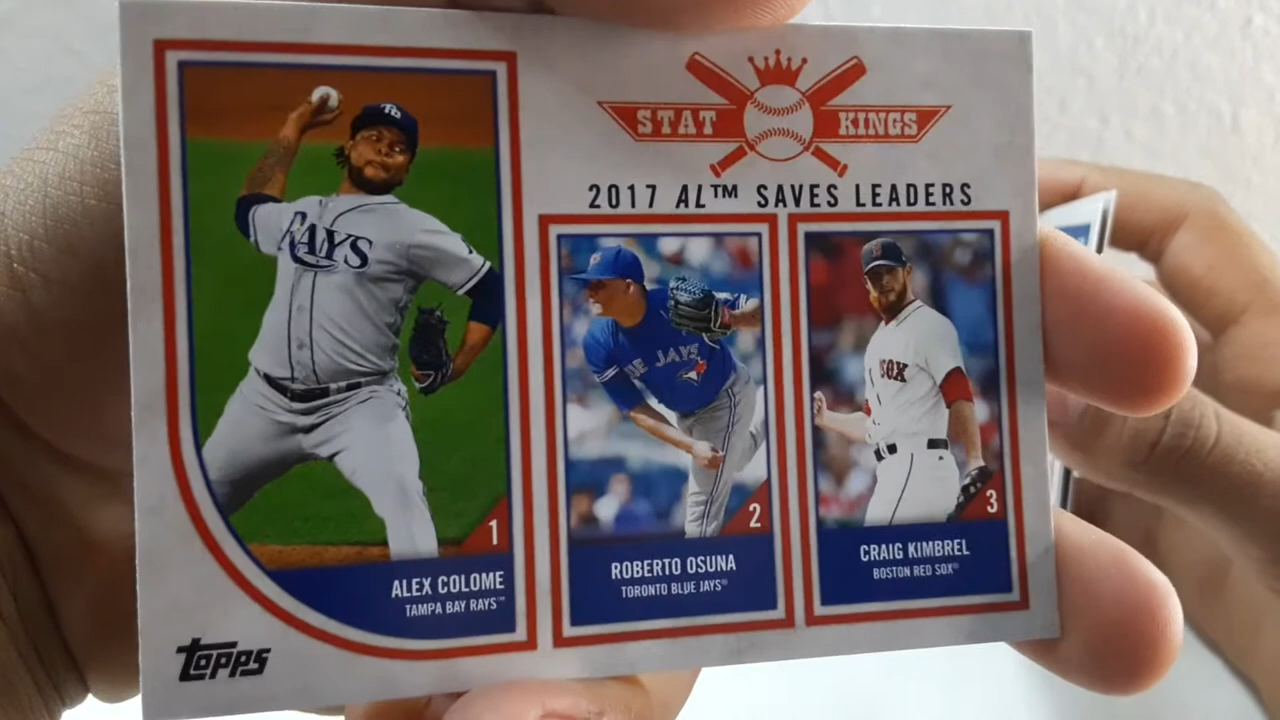 STAT KINGS
2017 AL™ SAVES LEADERS
TB
RAYS
1
ALEX COLOME
TAMPA BAY RAYS™
UE JAYS
2
ROBERTO OSUNA
TORONTO BLUE JAYS®
SOX
3
CRAIG KIMBREL
BOSTON RED SOX®
TOPPS